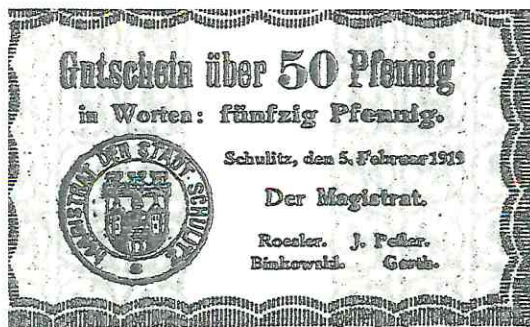 Gutschein über 50 Pfennig
in Worten: fünfzig Pfennig.
MAGISTRAT DER STADT SCHULITZ
Schulitz, den 5. Februar 1919
Der Magistrat.
Roesler. J. Peller.
Binkowski. Gerth.